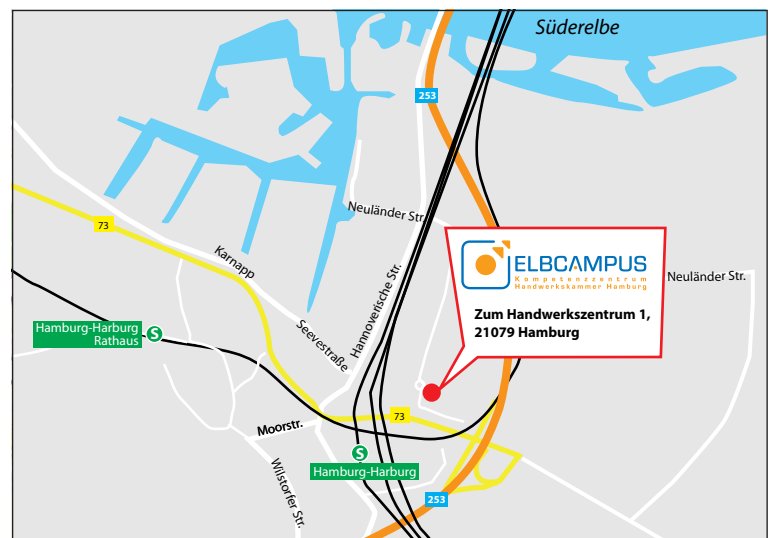 Süderelbe
253
Neuländer Str.
73
Karnapp
ELBCAMPUS
Kompetenzzentrum
Handwerkskammer Hamburg
Neuländer Str.
Zum Handwerkszentrum 1,
21079 Hamburg
Hannoverische Str.
Seevestraße
Hamburg-Harburg
Rathaus
S
73
Moorstr.
S
Hamburg-Harburg
Wilstorfer Str.
253